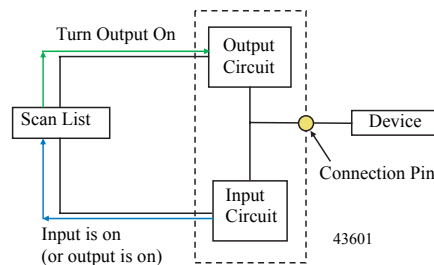 Turn Output On
Output
Circuit
Scan List
Device
Connection Pin
Input
Circuit
Input is on
(or output is on)
43601